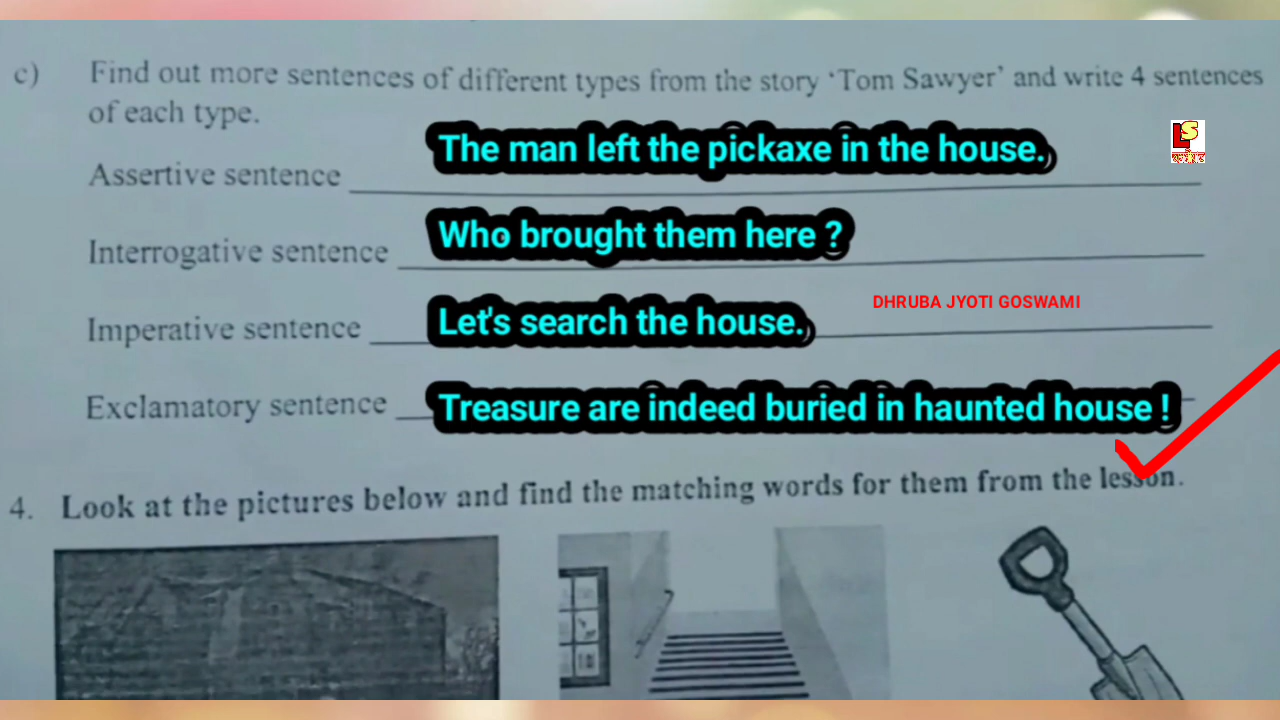 c) Find out more sentences of different types from the story ‘Tom Sawyer’ and write 4 sentences
of each type.
The man left the pickaxe in the house.
Assertive sentence
Who brought them here ?
Interrogative sentence
Let's search the house.
Imperative sentence
DHRUBA JYOTI GOSWAMI
Treasure are indeed buried in haunted house !
Exclamatory sentence
4. Look at the pictures below and find the matching words for them from the lesson.